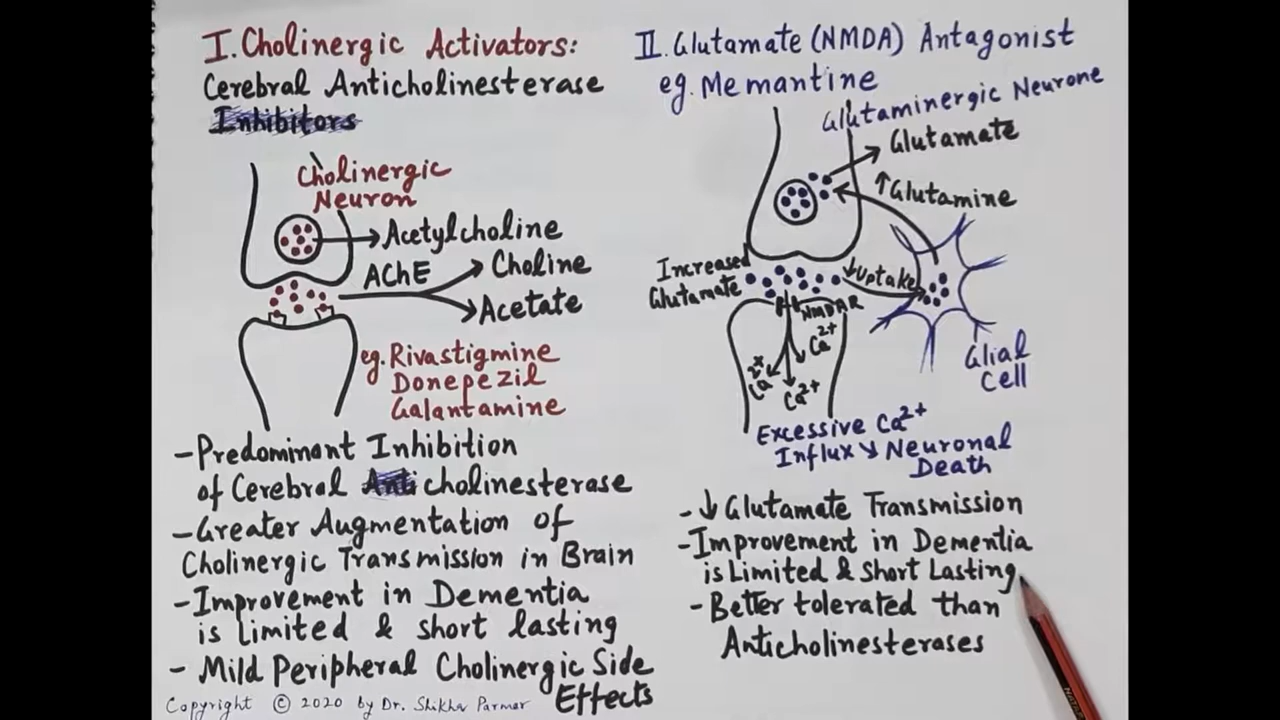 I. Cholinergic Activators:
Cerebral Anticholinesterase
Inhibitors
Cholinergic
Neuron
Acetylcholine
AChE
Choline
Acetate
eg. Rivastigmine
Donepezil
Galantamine
- Predominant Inhibition
of Cerebral Anticholinesterase
- Greater Augmentation of
Cholinergic Transmission in Brain
- Improvement in Dementia
is Limited & short lasting
- Mild Peripheral Cholinergic Side
Effects
Copyright © 2020 by Dr. Shikha Parmar
II. Glutamate (NMDA) Antagonist
eg. Memantine
Glutaminergic Neurone
Glutamate
↑Glutamine
Increased
Glutamate
↓Uptake
NMDAR
Ca2+
Ca2+
Ca2+
Glial
Cell
Excessive Ca2+
Influx ↘ Neuronal
Death
- ↓ Glutamate Transmission
- Improvement in Dementia
is Limited & Short Lasting
- Better tolerated than
Anticholinesterases